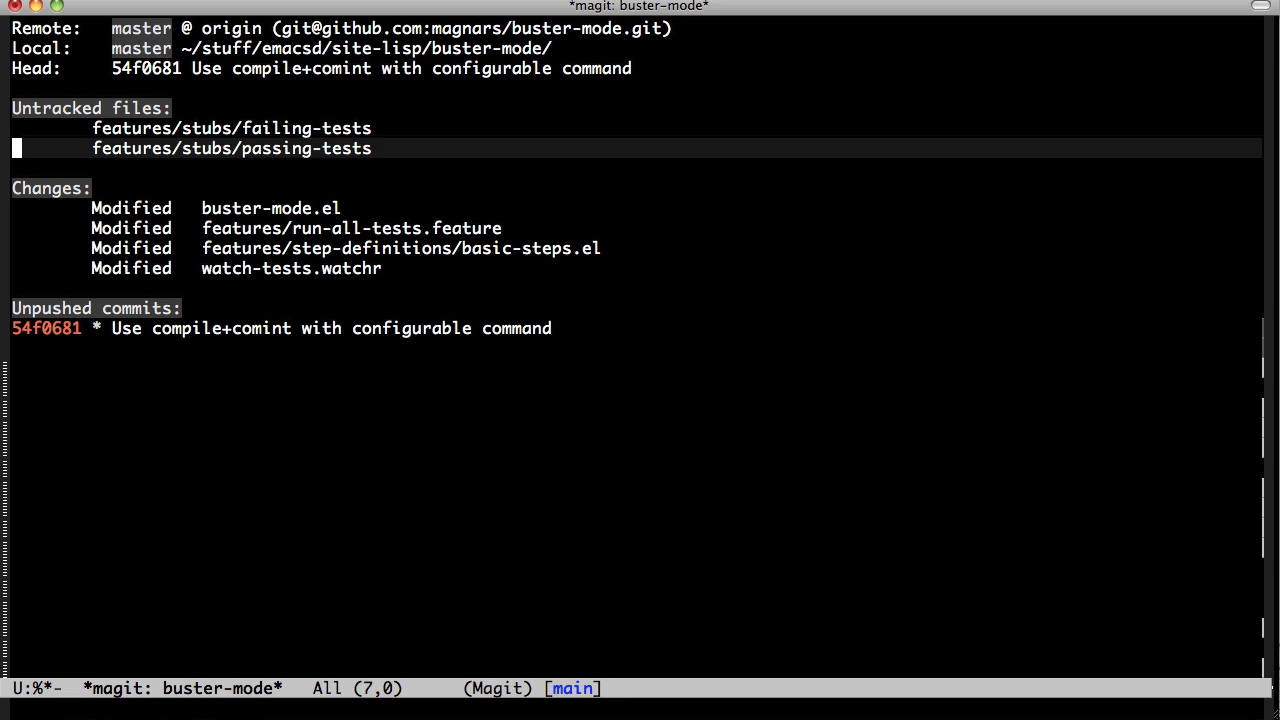 *magit: buster-mode*
Remote:   master @ origin (git@github.com:magnars/buster-mode.git)
Local:    master ~/stuff/emacsd/site-lisp/buster-mode/
Head:     54f0681 Use compile+comint with configurable command
Untracked files:
features/stubs/failing-tests
features/stubs/passing-tests
Changes:
Modified   buster-mode.el
Modified   features/run-all-tests.feature
Modified   features/step-definitions/basic-steps.el
Modified   watch-tests.watchr
Unpushed commits:
54f0681 * Use compile+comint with configurable command
U:%*-  *magit: buster-mode*   All (7,0)      (Magit) [main]